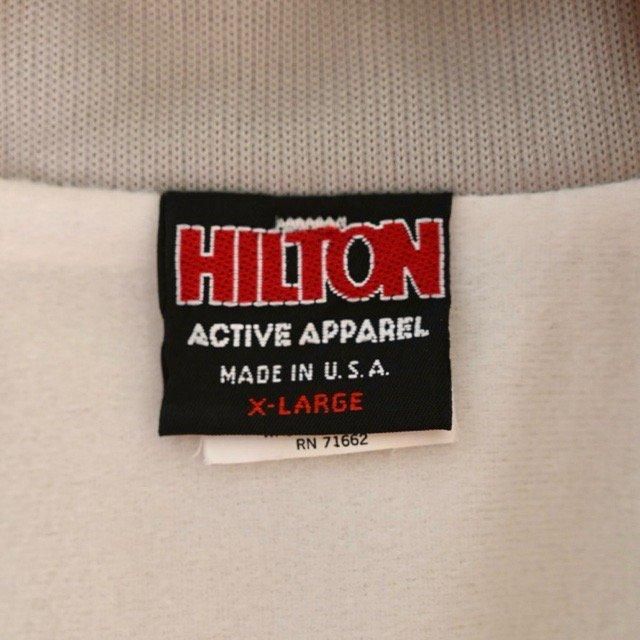 HILTON
ACTIVE APPAREL
MADE IN U.S.A.
X-LARGE
RN 71662